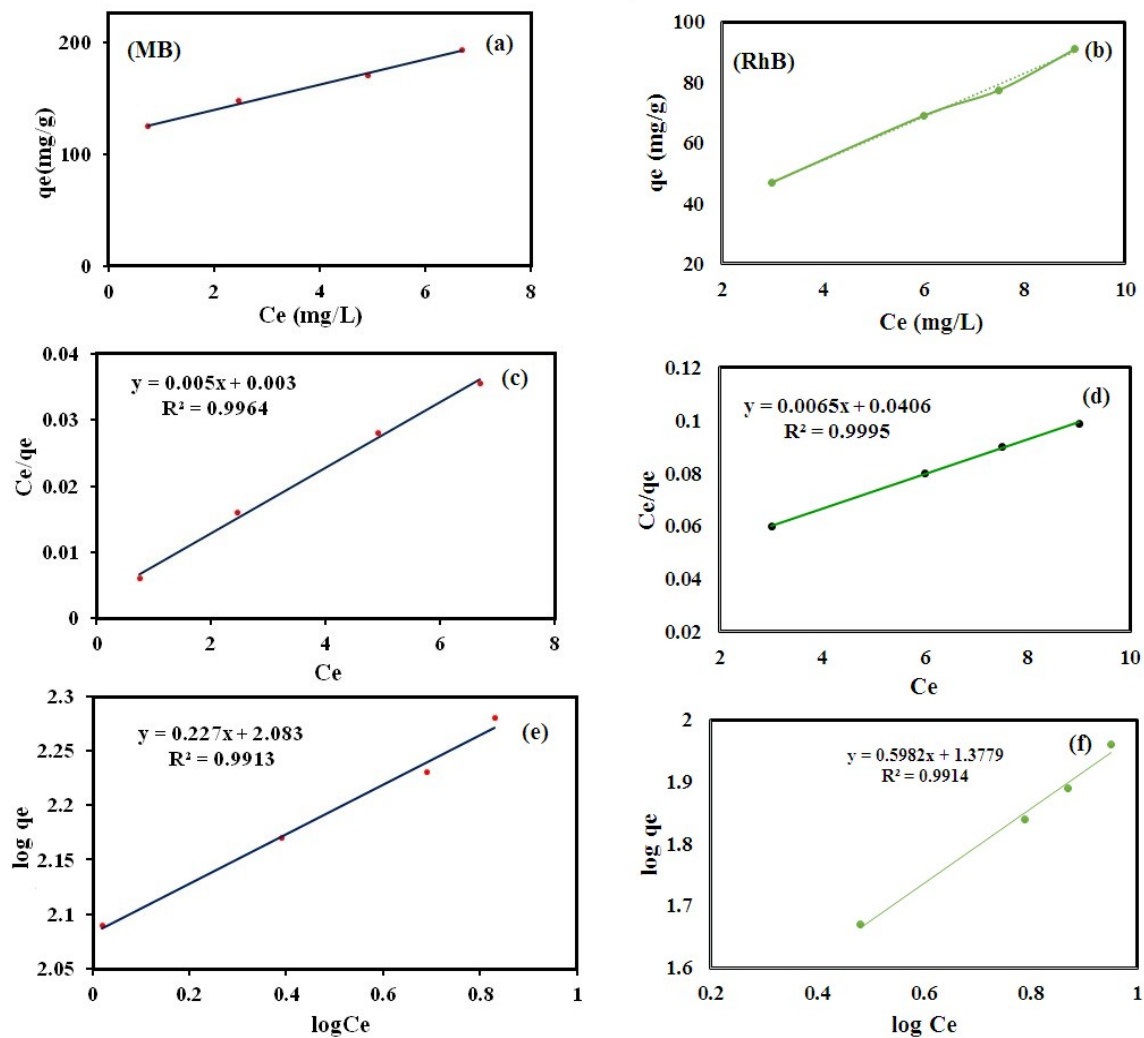 (MB)
(a)
200
100
0
0 2 4 6 8
qe(mg/g)
Ce (mg/L)
(RhB)
(b)
100
80
60
40
20
2 4 6 8 10
qe (mg/g)
Ce (mg/L)
(c)
y = 0.005x + 0.003
R² = 0.9964
0.04
0.03
0.02
0.01
0
0 2 4 6 8
Ce/qe
Ce
(d)
y = 0.0065x + 0.0406
R² = 0.9995
0.12
0.1
0.08
0.06
0.04
0.02
2 4 6 8 10
Ce/qe
Ce
(e)
y = 0.227x + 2.083
R² = 0.9913
2.3
2.25
2.2
2.15
2.1
2.05
0 0.2 0.4 0.6 0.8 1
log qe
logCe
(f)
y = 0.5982x + 1.3779
R² = 0.9914
2
1.9
1.8
1.7
1.6
0.2 0.4 0.6 0.8 1
log qe
log Ce